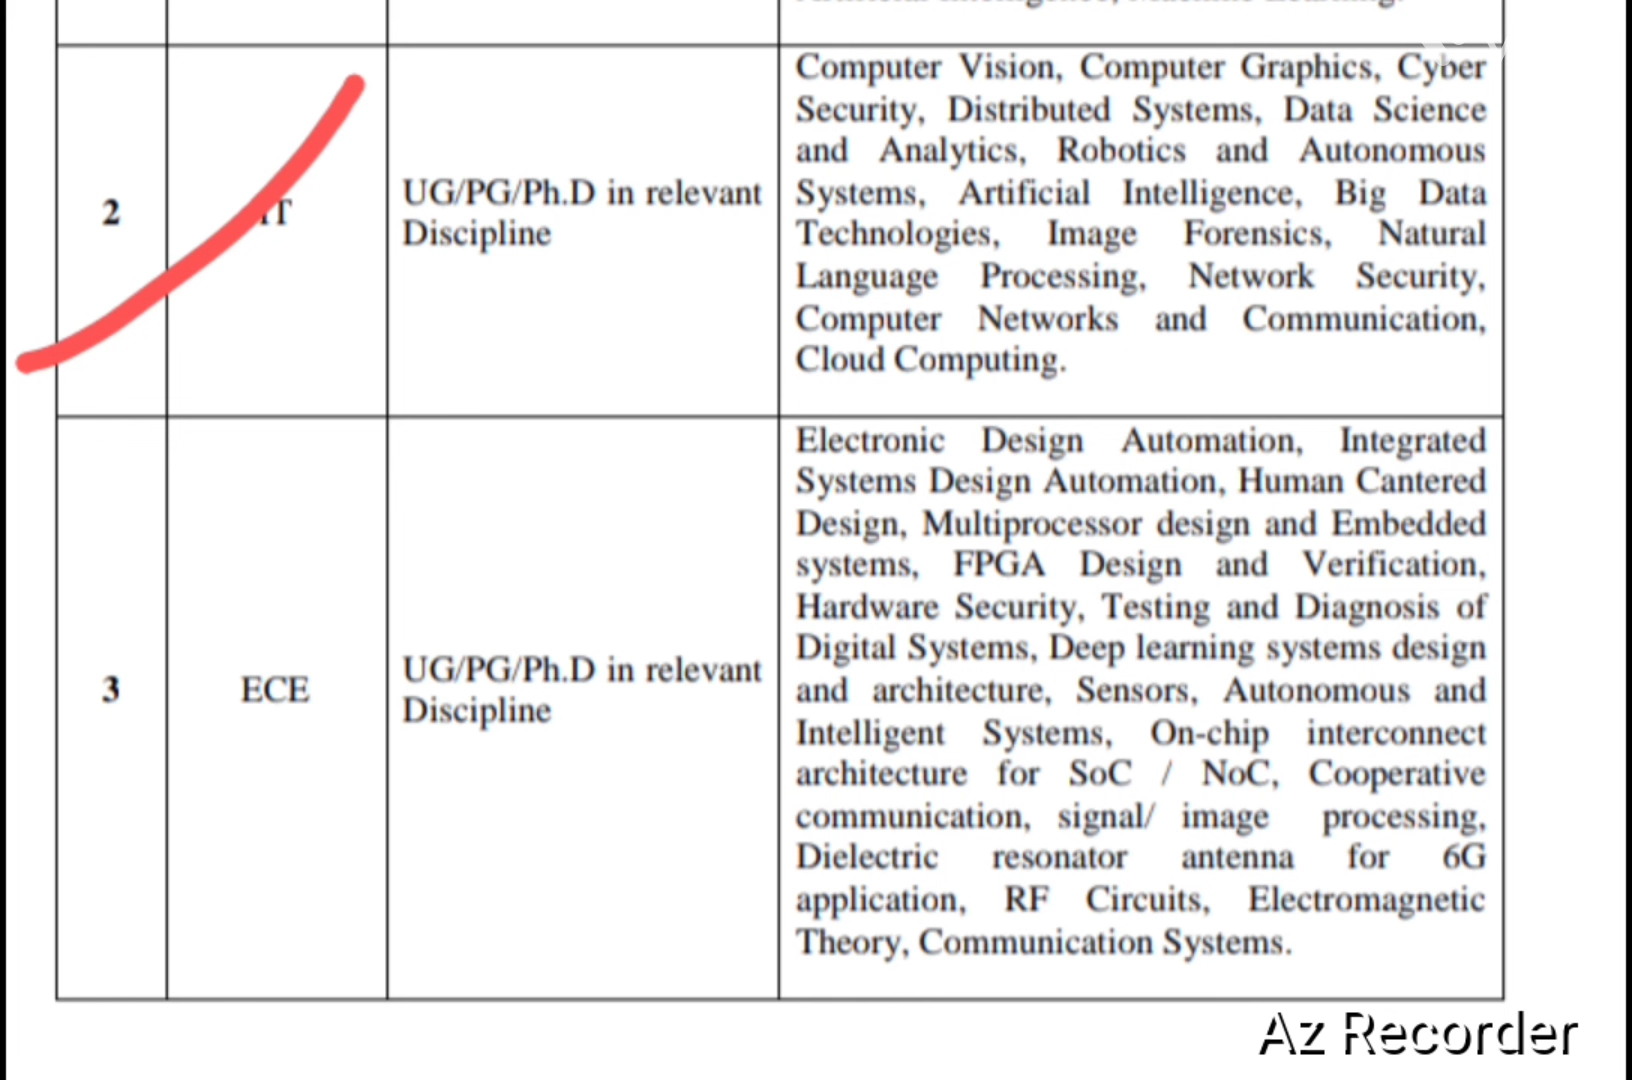 Artificial Intelligence, Machine Learning.
2
IT
UG/PG/Ph.D in relevant
Discipline
Computer Vision, Computer Graphics, Cyber
Security, Distributed Systems, Data Science
and Analytics, Robotics and Autonomous
Systems, Artificial Intelligence, Big Data
Technologies, Image Forensics, Natural
Language Processing, Network Security,
Computer Networks and Communication,
Cloud Computing.
3
ECE
UG/PG/Ph.D in relevant
Discipline
Electronic Design Automation, Integrated
Systems Design Automation, Human Cantered
Design, Multiprocessor design and Embedded
systems, FPGA Design and Verification,
Hardware Security, Testing and Diagnosis of
Digital Systems, Deep learning systems design
and architecture, Sensors, Autonomous and
Intelligent Systems, On-chip interconnect
architecture for SoC / NoC, Cooperative
communication, signal/ image processing,
Dielectric resonator antenna for 6G
application, RF Circuits, Electromagnetic
Theory, Communication Systems.
Az Recorder